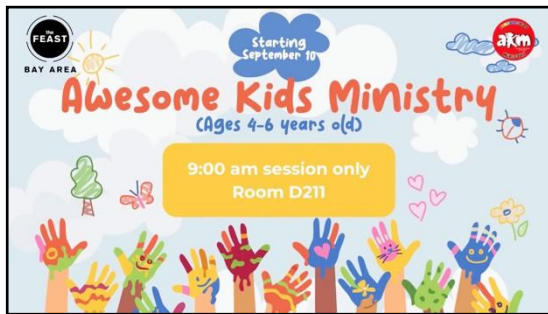 the
FEAST
BAY AREA
Starting
September 10
akm
Awesome Kids Ministry
(Ages 4-6 years old)
9:00 am session only
Room D211